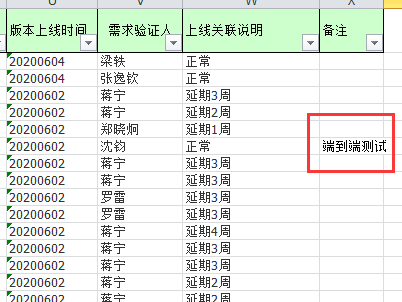 U V W X
版本上线时间 需求验证人 上线关联说明 备注
20200604 梁轶 正常
20200604 张逸钦 正常
20200602 蒋宁 延期3周
20200602 蒋宁 延期2周
20200602 郑晓炯 延期1周
20200602 沈钧 正常 端到端测试
20200602 蒋宁 延期3周
20200602 蒋宁 延期3周
20200602 罗雷 延期3周
20200602 罗雷 延期3周
20200602 蒋宁 延期4周
20200602 蒋宁 延期3周
20200602 蒋宁 延期3周
20200602 蒋宁 延期2周
20200602 蒋宁 延期2周